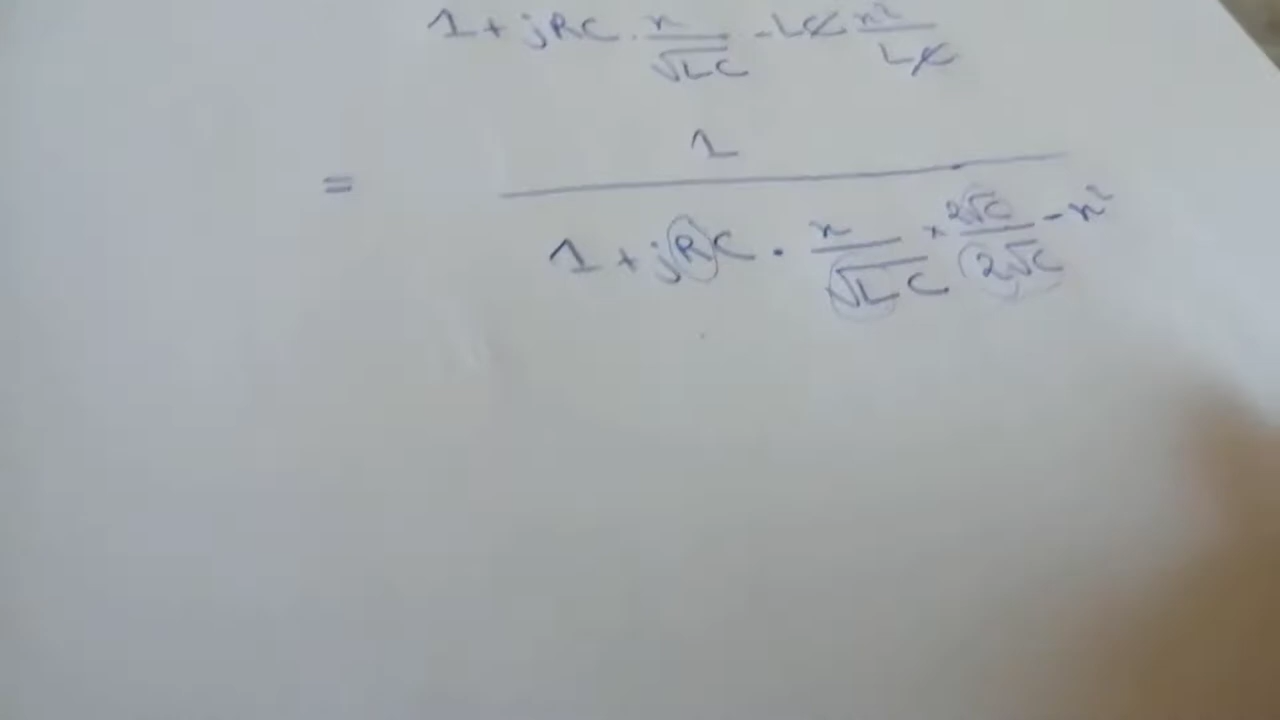 1 + jRC · x/√LC - LC x²/LC
= 1/(1 + jRC · x/√LC × 2√C/2√C - x²)